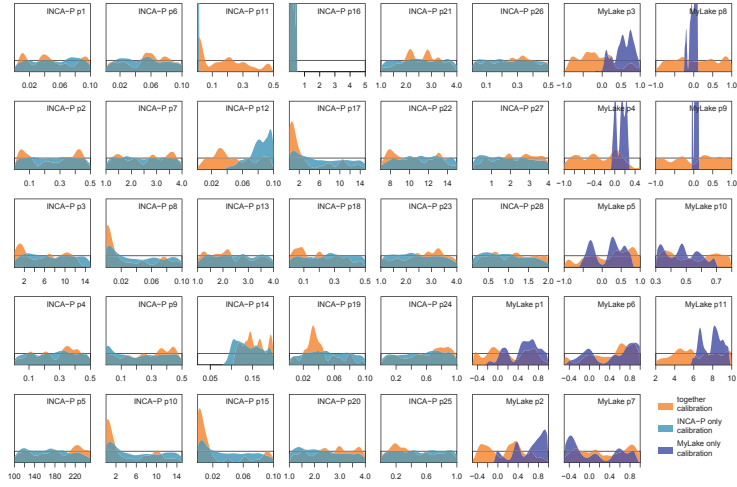 INCA−P p1
INCA−P p6
INCA−P p11
INCA−P p16
INCA−P p21
INCA−P p26
MyLake p3
MyLake p8
0.02 0.06 0.10
0.02 0.06 0.10
0.0 0.3 0.5
1 2 3 4 5
1.0 2.0 3.0 4.0
0.1 0.3 0.5
−1.0 0.0 1.0
−1.0 0.0 1.0
INCA−P p2
INCA−P p7
INCA−P p12
INCA−P p17
INCA−P p22
INCA−P p27
MyLake p4
MyLake p9
0.1 0.3 0.5
1.0 2.0 3.0 4.0
0.02 0.06 0.10
2 6 10 14
8 10 12 14
1 2 3 4
−1.0 −0.4 0.0 0.4
−1.0 0.0 1.0
INCA−P p3
INCA−P p8
INCA−P p13
INCA−P p18
INCA−P p23
INCA−P p28
MyLake p5
MyLake p10
2 6 10 14
0.02 0.06 0.10
1.0 2.0 3.0 4.0
0.1 0.3 0.5
1.0 2.0 3.0 4.0
0.5 1.0 1.5 2.0
−1.0 0.0 0.5 1.0
0.3 0.5 0.7
INCA−P p4
INCA−P p9
INCA−P p14
INCA−P p19
INCA−P p24
MyLake p1
MyLake p6
MyLake p11
0.1 0.3 0.5
0.1 0.3 0.5
0.05 0.15
0.02 0.06 0.10
0.0 0.4 1.0
−0.4 0.0 0.4 0.8
−0.4 0.0 0.4 0.8
2 4 6 8 10
INCA−P p5
INCA−P p10
INCA−P p15
INCA−P p20
INCA−P p25
MyLake p2
MyLake p7
100 140 180 220
2 6 10 14
0.02 0.06 0.10
1.0 2.0 3.0 4.0
0.0 0.4 1.0
−0.4 0.0 0.4 0.8
−0.4 0.0 0.4 0.8
together
calibration
INCA−P only
calibration
MyLake only
calibration